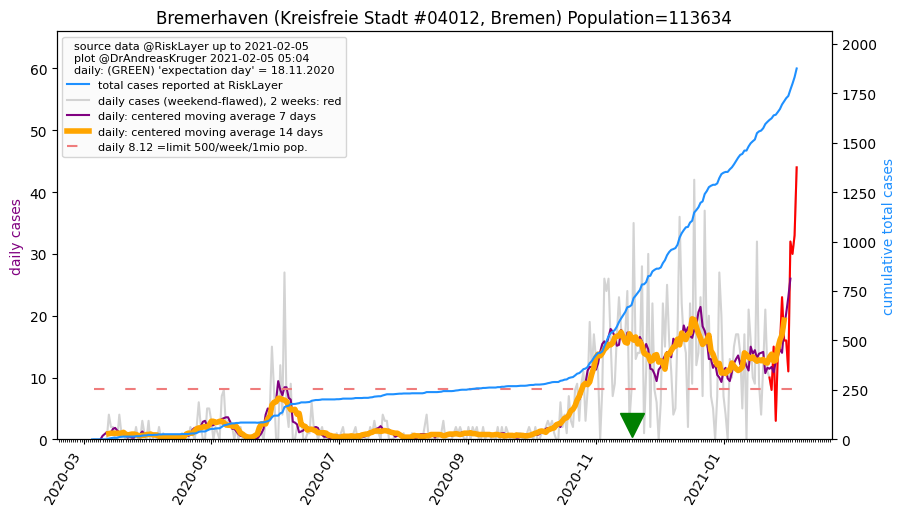 Bremerhaven (Kreisfreie Stadt #04012, Bremen) Population=113634
source data @RiskLayer up to 2021-02-05
plot @DrAndreasKruger 2021-02-05 05:04
daily: (GREEN) 'expectation day' = 18.11.2020
total cases reported at RiskLayer
daily cases (weekend-flawed), 2 weeks: red
daily: centered moving average 7 days
daily: centered moving average 14 days
daily 8.12 =limit 500/week/1mio pop.
daily cases
60
50
40
30
20
10
0
cumulative total cases
2000
1750
1500
1250
1000
750
500
250
0
2020-03
2020-05
2020-07
2020-09
2020-11
2021-01